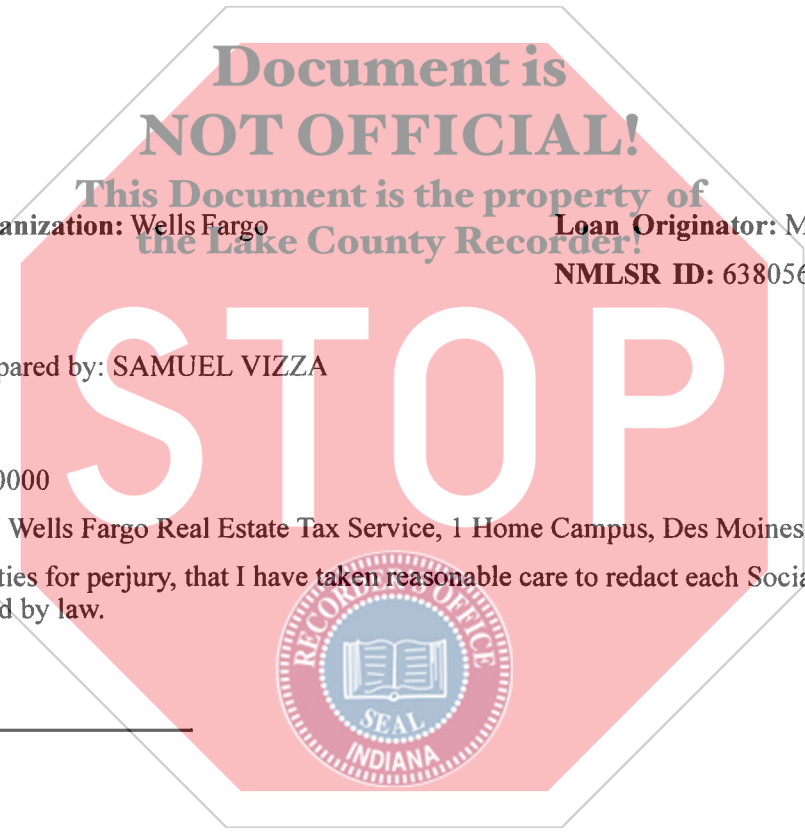 Document is
NOT OFFICIAL!
This Document is the property of
the Lake County Recorder!
anization: Wells Fargo
Loan Originator: M
NMLSR ID: 638056
STOP
pared by: SAMUEL VIZZA
0000
Wells Fargo Real Estate Tax Service, 1 Home Campus, Des Moines
ties for perjury, that I have taken reasonable care to redact each Socia
d by law.
RECORDER'S OFFICE
SEAL
INDIANA